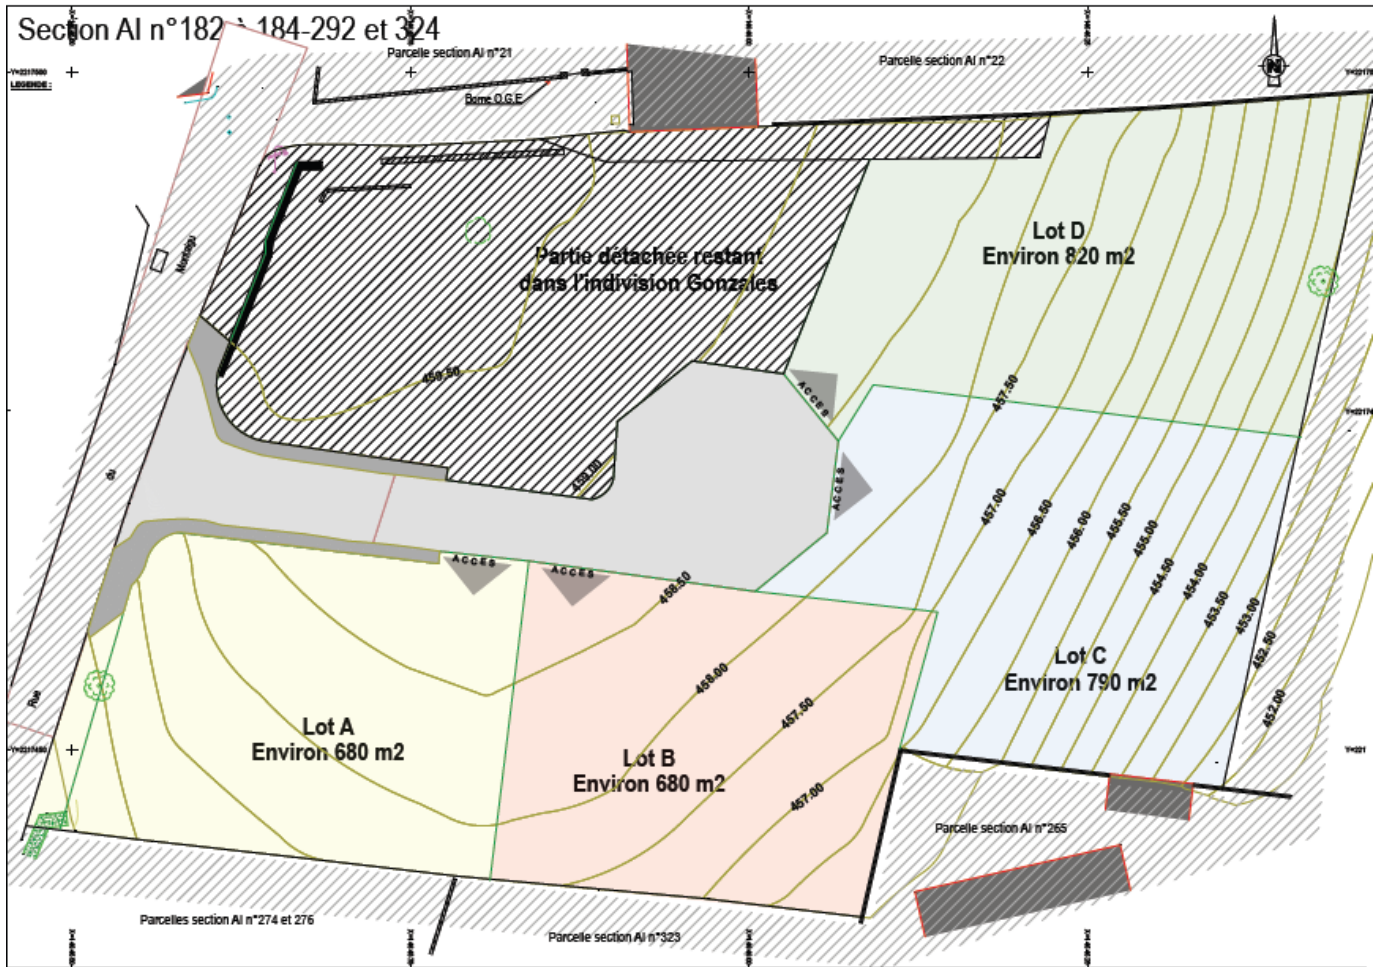 Section AI n°182 à 184-292 et 324
Parcelle section AI n°21
Parcelle section AI n°22
LEGENDE :
Borne O.G.E
N
Montaigu
du
Rue
Partie détachée restant
dans l'indivision Gonzales
Lot D
Environ 820 m2
459.50
459.00
ACCES
ACCES
ACCES
ACCES
457.50
457.00
456.50
456.00
455.50
455.00
454.50
454.00
453.50
453.00
452.50
452.00
458.50
458.00
457.50
457.00
Lot C
Environ 790 m2
Lot A
Environ 680 m2
Lot B
Environ 680 m2
Parcelle section AI n°265
Parcelles section AI n°274 et 276
Parcelle section AI n°323